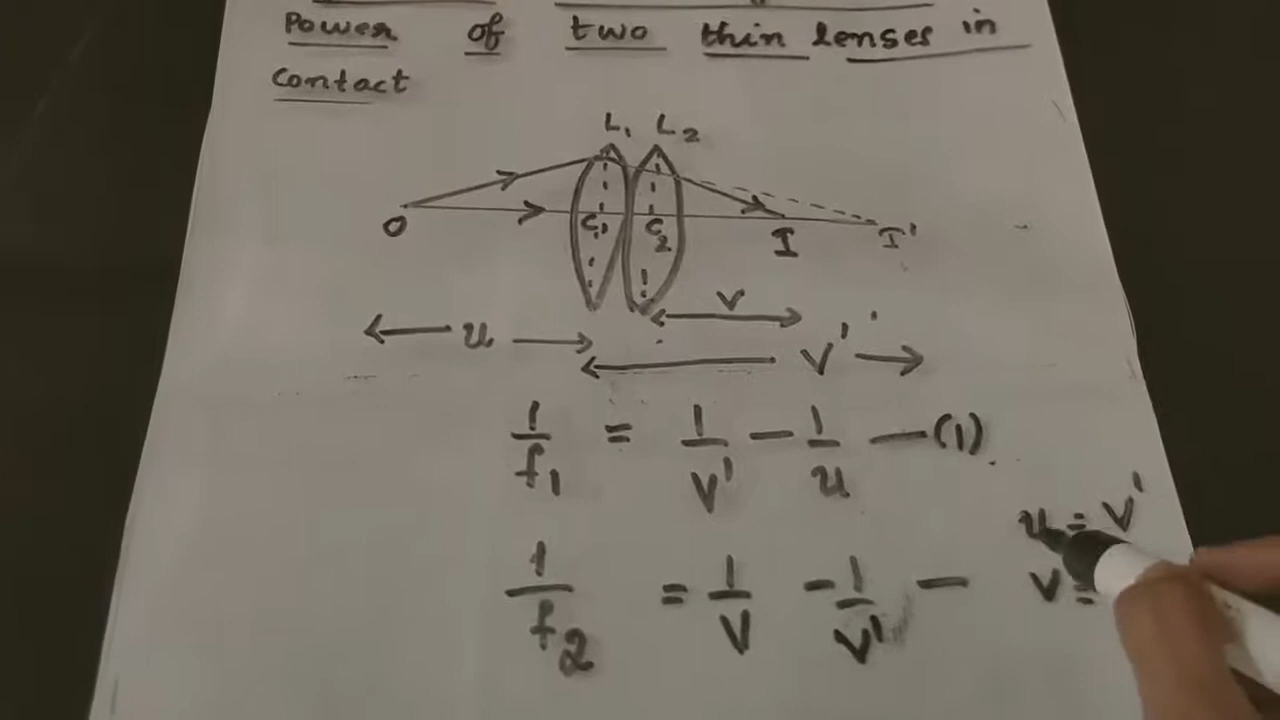 Power of two thin lenses in
contact
L1 L2
O C1 C2 I I'
v
u
v'
1/f1 = 1/v' - 1/u —(1)
u = v'
1/f2 = 1/v - 1/v' — v =